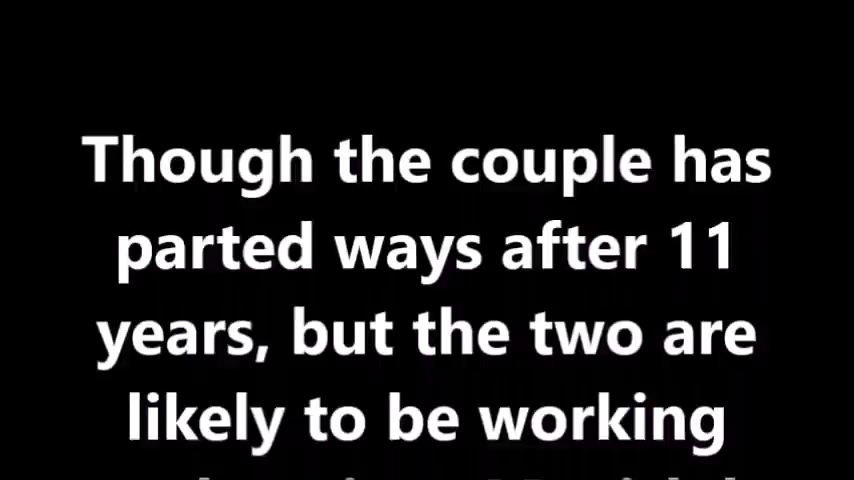 Though the couple has
parted ways after 11
years, but the two are
likely to be working